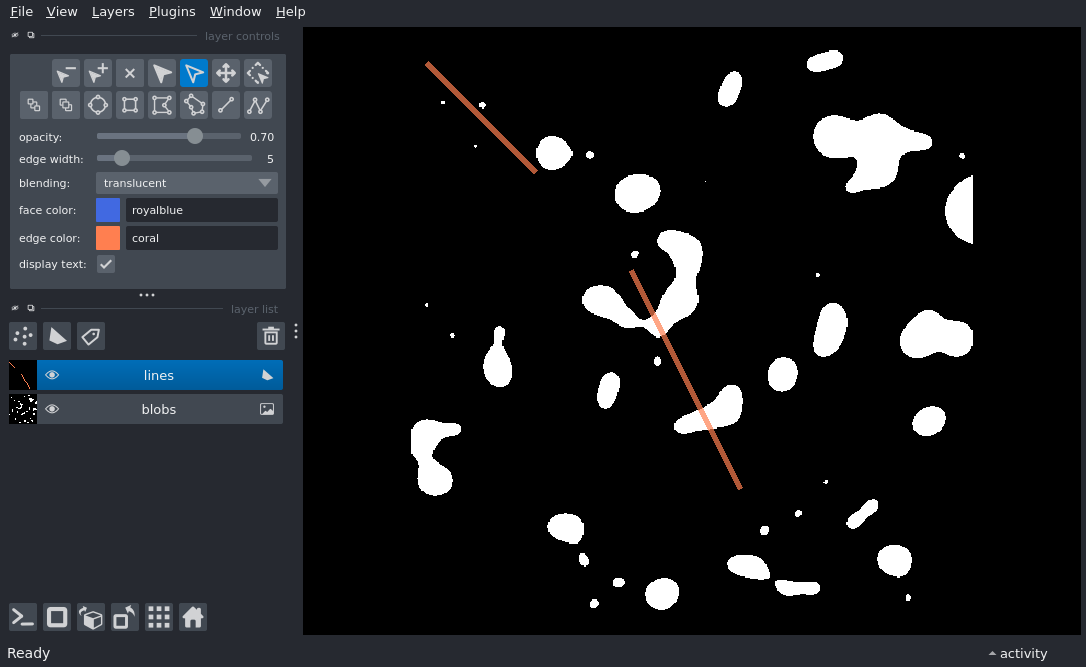 File View Layers Plugins Window Help
layer controls
opacity: 0.70
edge width: 5
blending: translucent
face color: royalblue
edge color: coral
display text:
layer list
lines
blobs
Ready
activity